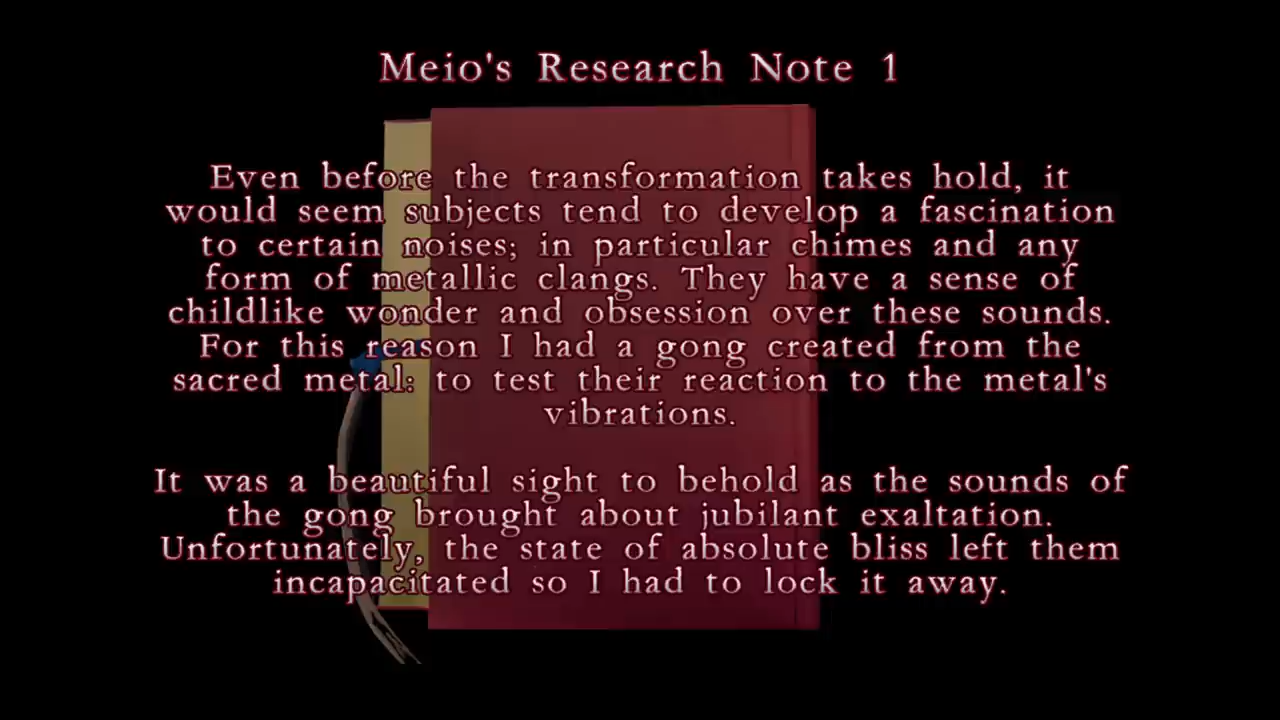 Meio's Research Note 1
Even before the transformation takes hold, it
would seem subjects tend to develop a fascination
to certain noises; in particular chimes and any
form of metallic clangs. They have a sense of
childlike wonder and obsession over these sounds.
For this reason I had a gong created from the
sacred metal: to test their reaction to the metal's
vibrations.
It was a beautiful sight to behold as the sounds of
the gong brought about jubilant exaltation.
Unfortunately, the state of absolute bliss left them
incapacitated so I had to lock it away.